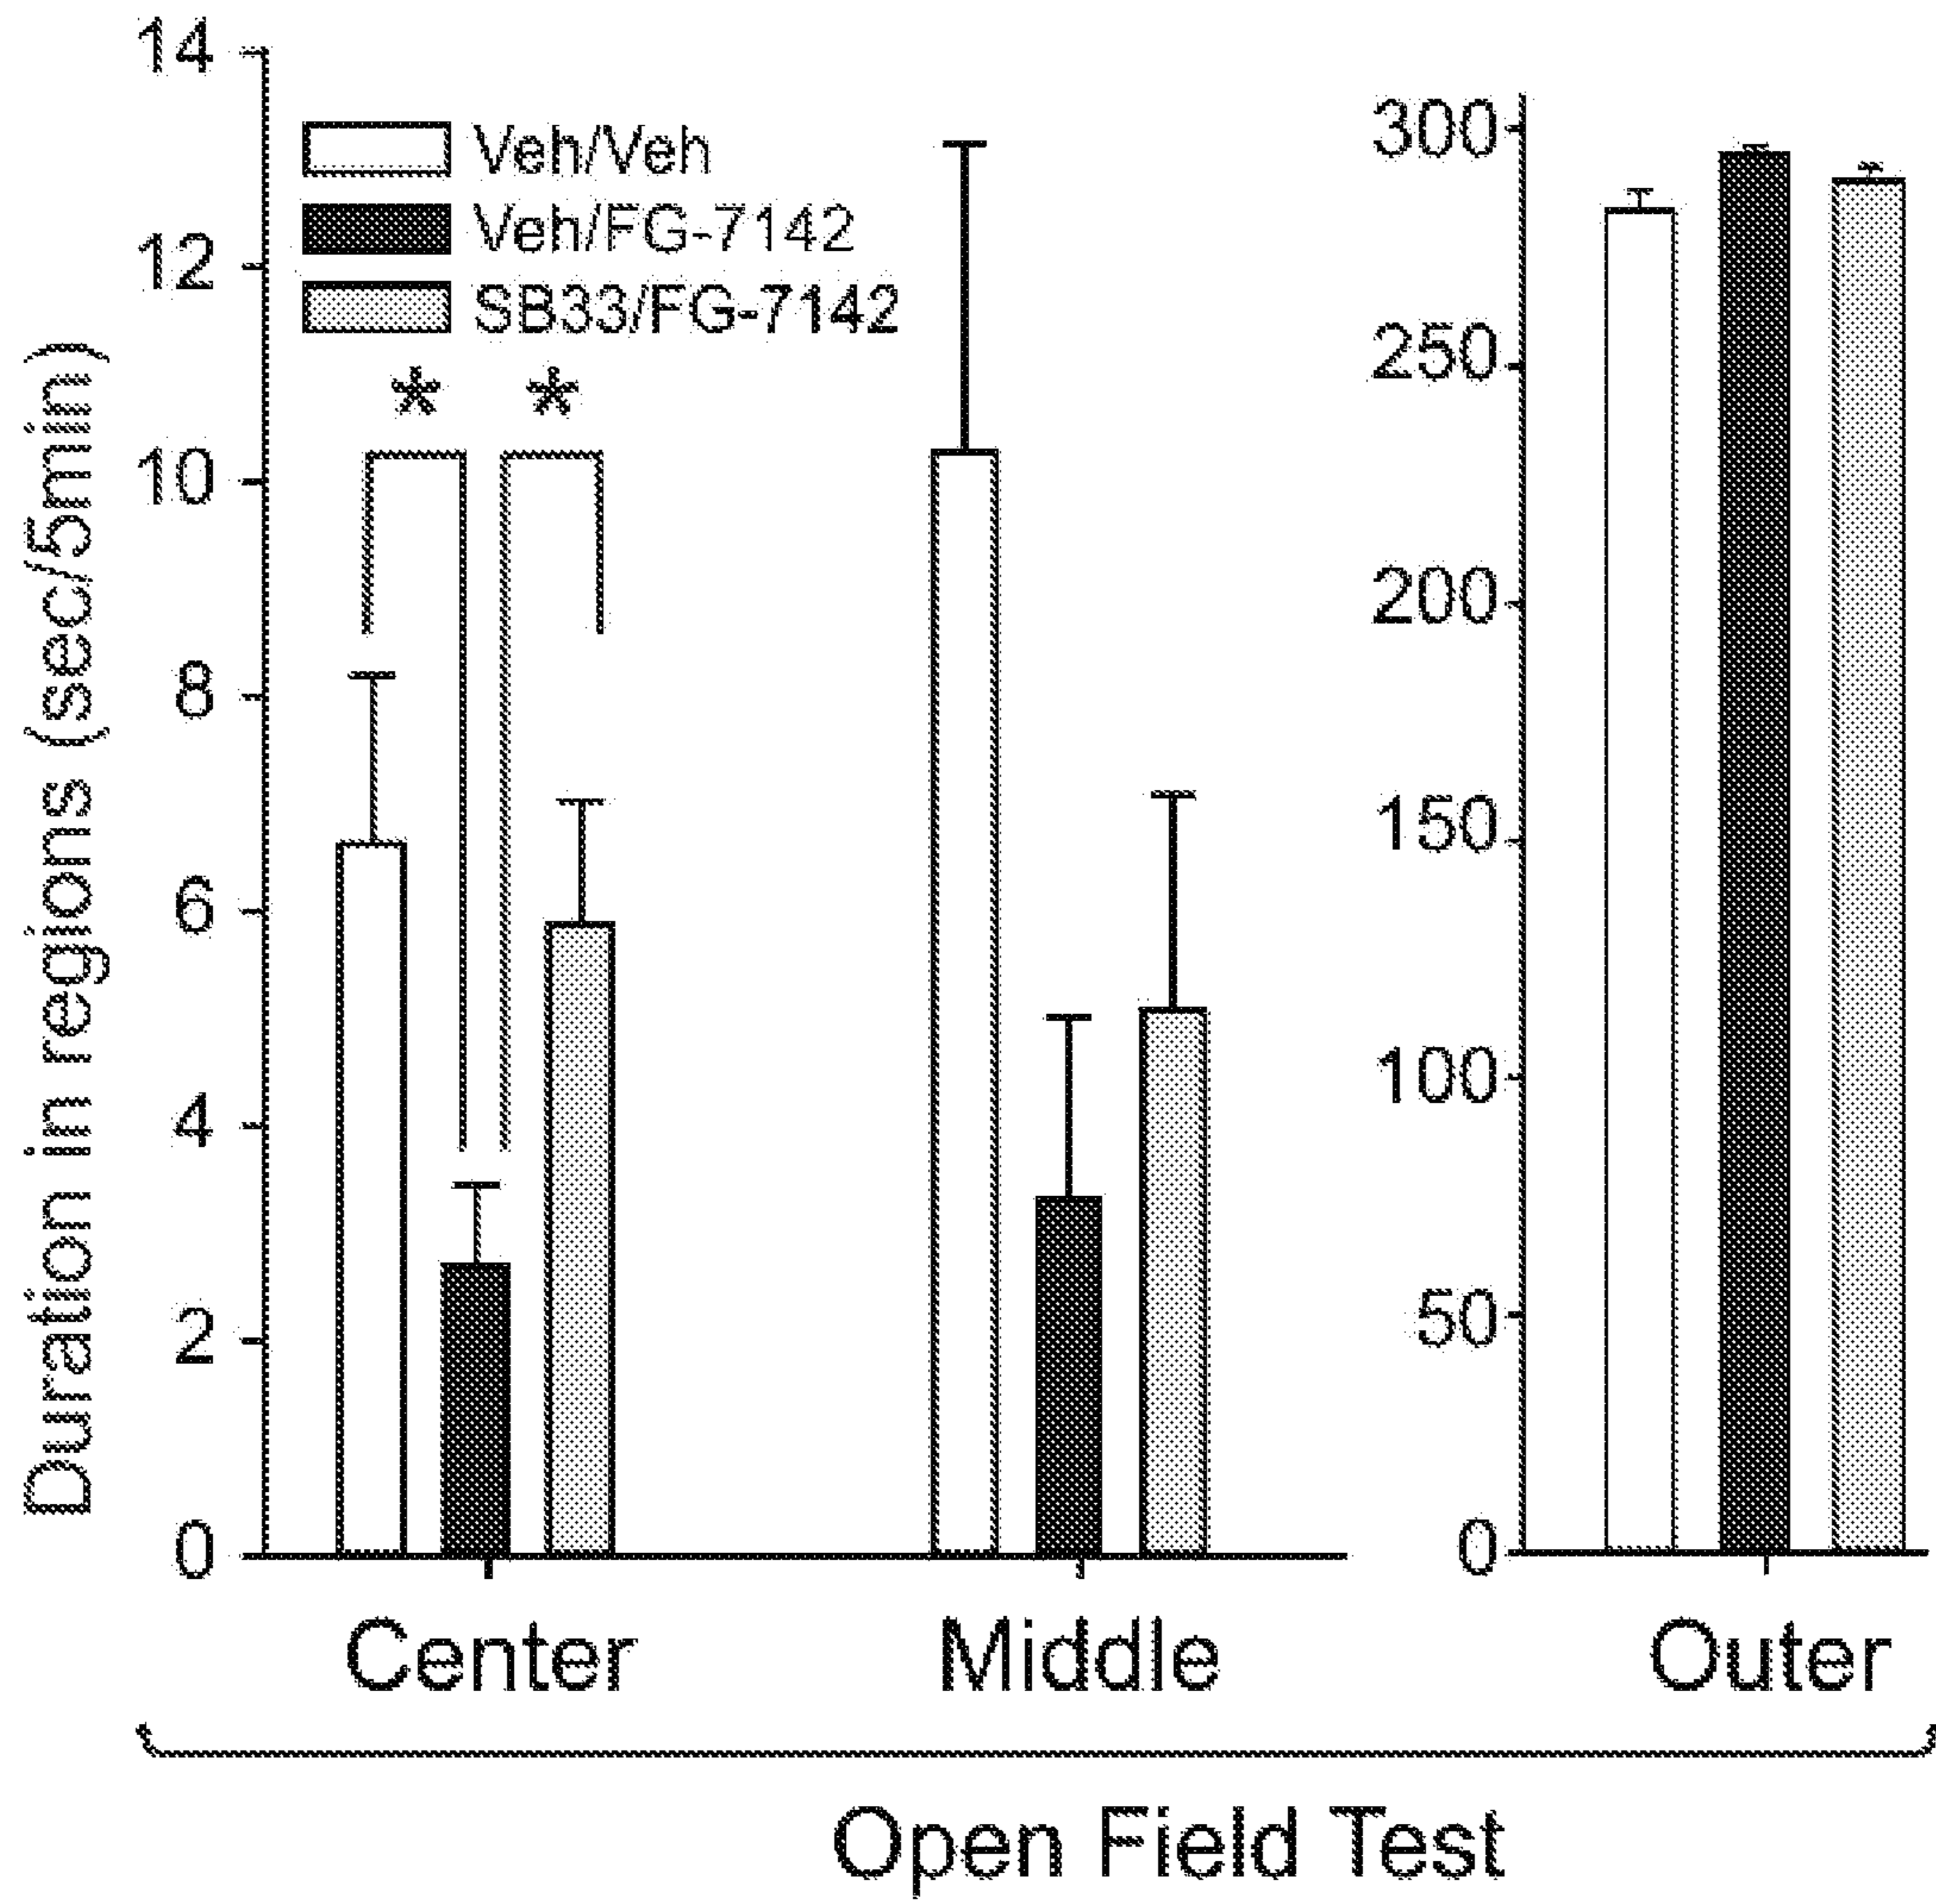 Duration in regions (sec/5min)
14
12
10
8
6
4
2
0
Veh/Veh
Veh/FG-7142
SB33/FG-7142
* *
300
250
200
150
100
50
0
Center Middle Outer
Open Field Test